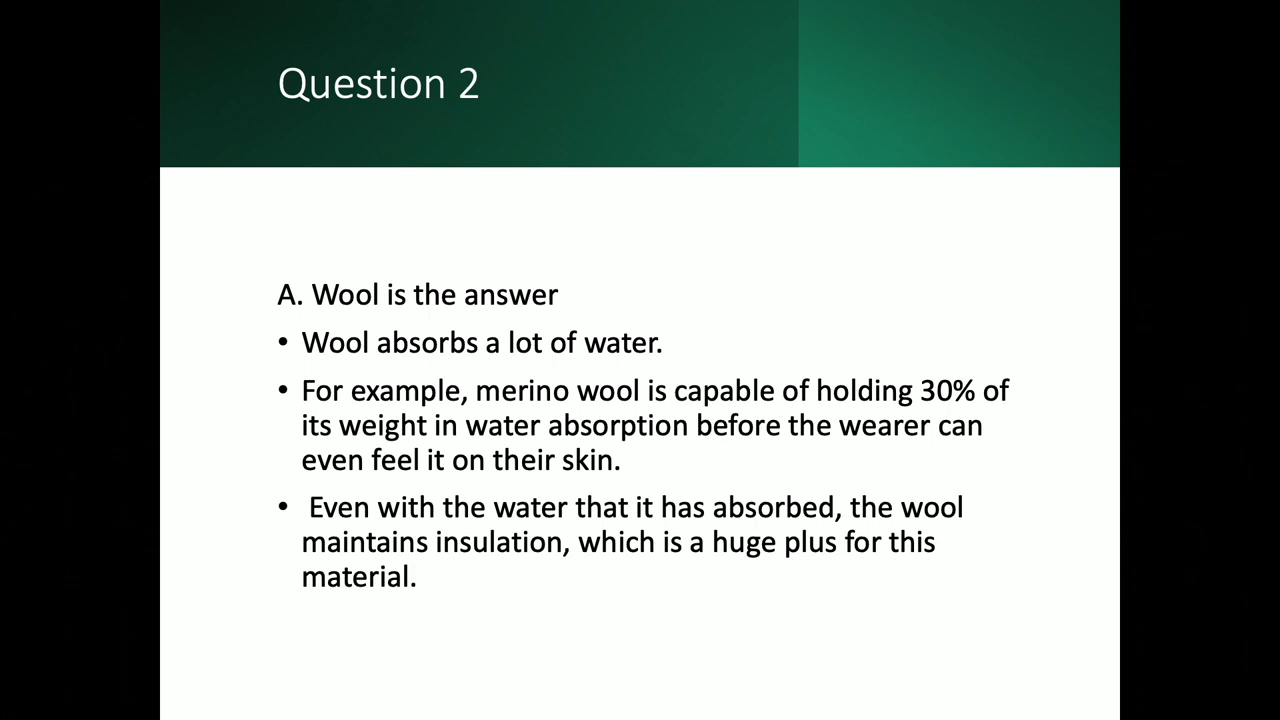 Question 2
A. Wool is the answer
• Wool absorbs a lot of water.
• For example, merino wool is capable of holding 30% of
its weight in water absorption before the wearer can
even feel it on their skin.
• Even with the water that it has absorbed, the wool
maintains insulation, which is a huge plus for this
material.